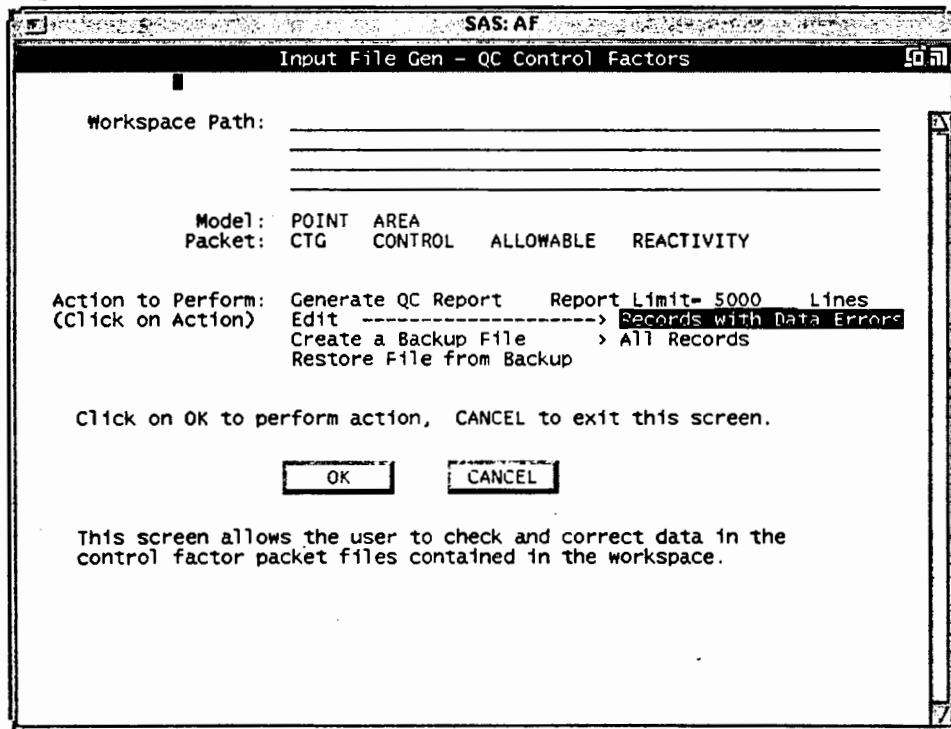 SAS: AF
Input File Gen - QC Control Factors
Workspace Path:
Model: POINT AREA
Packet: CTG CONTROL ALLOWABLE REACTIVITY
Action to Perform: Generate QC Report Report Limit= 5000 Lines
(Click on Action) Edit ---------------------> Records with Data Errors
Create a Backup File > All Records
Restore File from Backup
Click on OK to perform action, CANCEL to exit this screen.
OK CANCEL
This screen allows the user to check and correct data in the
control factor packet files contained in the workspace.